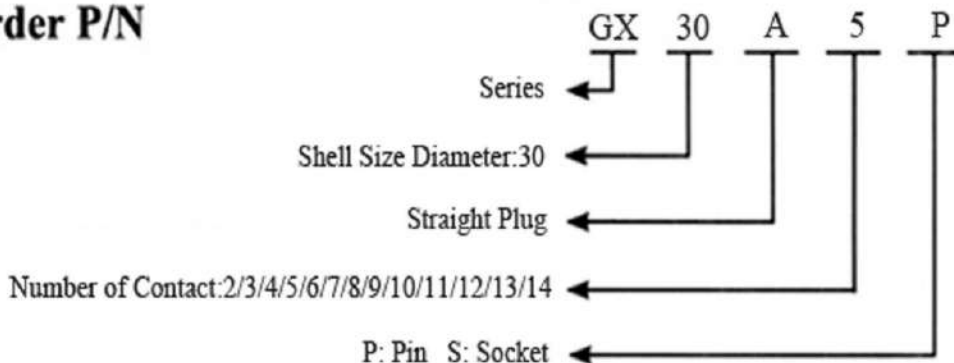 rder P/N
GX 30 A 5 P
Series
Shell Size Diameter:30
Straight Plug
Number of Contact:2/3/4/5/6/7/8/9/10/11/12/13/14
P: Pin S: Socket